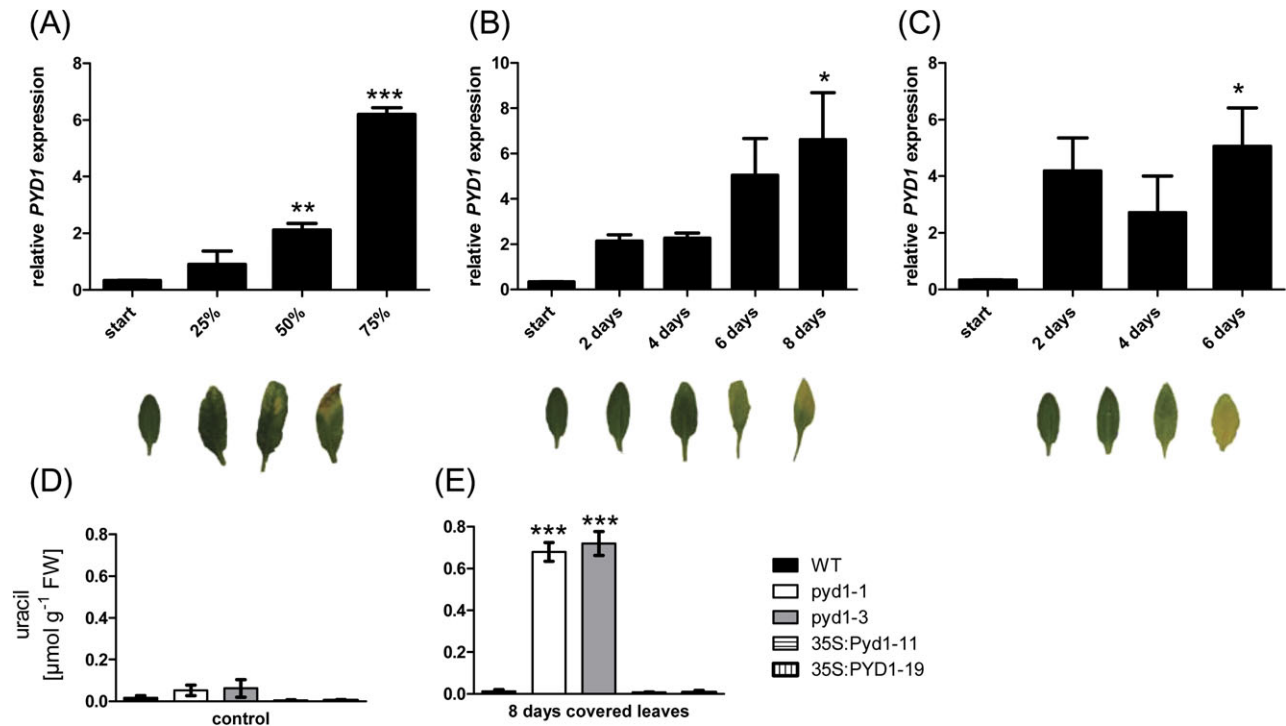 (A)
relative PYD1 expression
8
6
4
2
0
start
25%
50%
75%
**
***
(B)
relative PYD1 expression
10
8
6
4
2
0
start
2 days
4 days
6 days
8 days
*
(C)
relative PYD1 expression
8
6
4
2
0
start
2 days
4 days
6 days
*
(D)
uracil
[µmol g⁻¹ FW]
0.8
0.6
0.4
0.2
0.0
control
(E)
0.8
0.6
0.4
0.2
0.0
***
***
8 days covered leaves
WT
pyd1-1
pyd1-3
35S:Pyd1-11
35S:PYD1-19